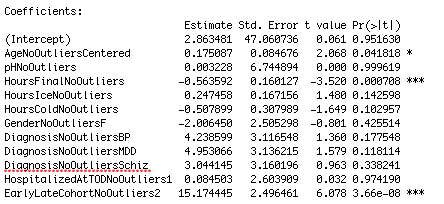 Coefficients:
Estimate Std. Error t value Pr(>|t|)
(Intercept) 2.863481 47.060736 0.061 0.951630
AgeNoOutliersCentered 0.175087 0.084676 2.068 0.041818 *
pHNoOutliers 0.003228 6.744894 0.000 0.999619
HoursFinalNoOutliers -0.563592 0.160127 -3.520 0.000708 ***
HoursIceNoOutliers 0.247458 0.167156 1.480 0.142598
HoursColdNoOutliers -0.507899 0.307989 -1.649 0.102957
GenderNoOutliersF -2.006450 2.505298 -0.801 0.425514
DiagnosisNoOutliersBP 4.238599 3.116548 1.360 0.177548
DiagnosisNoOutliersMDD 4.953066 3.136215 1.579 0.118114
DiagnosisNoOutliersSchiz 3.044145 3.160196 0.963 0.338241
HospitalizedAtTODNoOutliers1 0.084503 2.603909 0.032 0.974190
EarlyLateCohortNoOutliers2 15.174445 2.496461 6.078 3.66e-08 ***